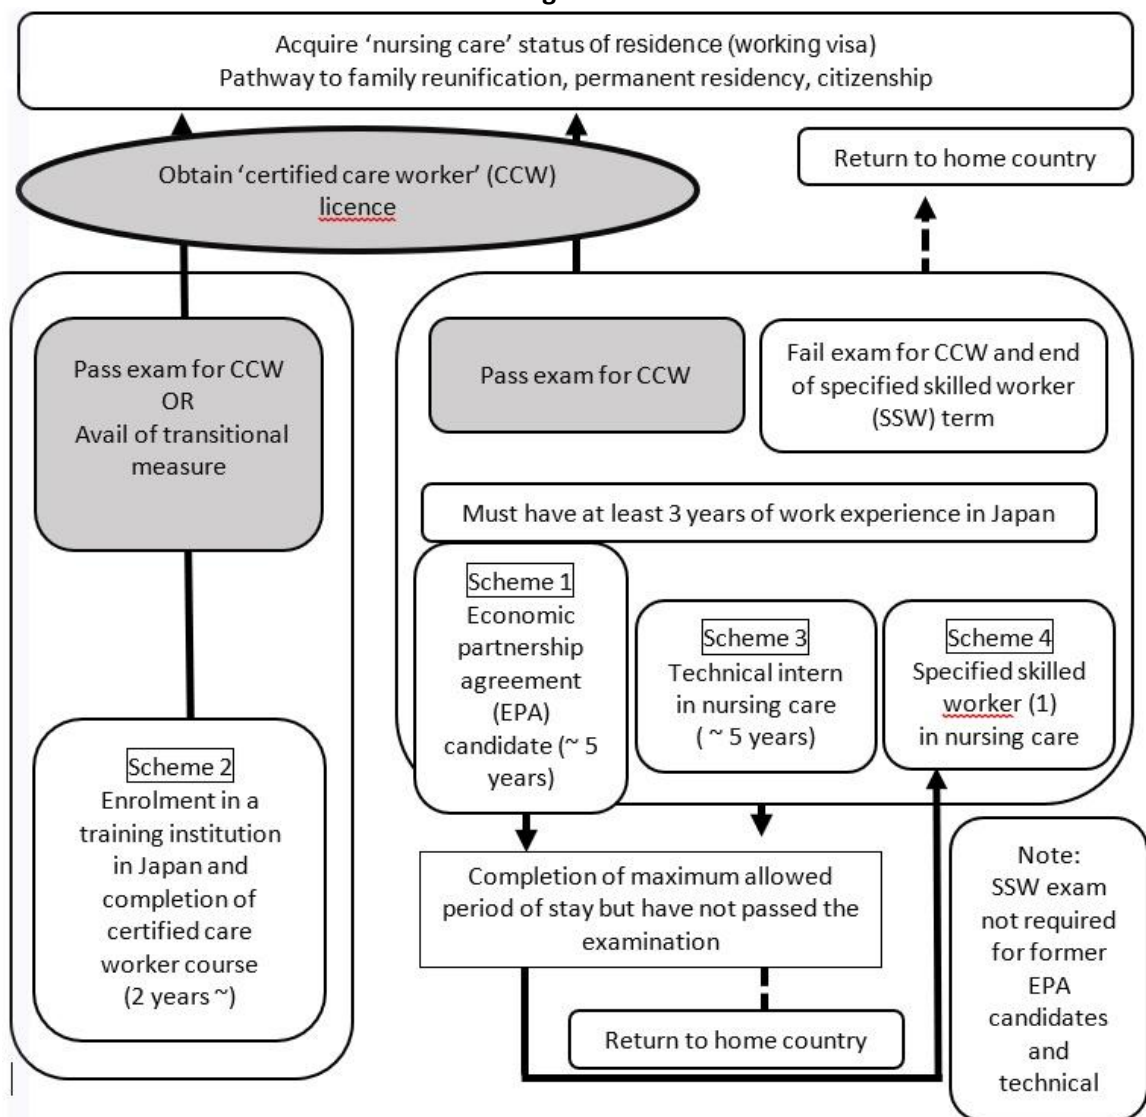 Acquire ‘nursing care’ status of residence (working visa)
Pathway to family reunification, permanent residency, citizenship
Obtain ‘certified care worker’ (CCW)
licence
Return to home country
Pass exam for CCW
OR
Avail of transitional
measure
Pass exam for CCW
Fail exam for CCW and end
of specified skilled worker
(SSW) term
Must have at least 3 years of work experience in Japan
Scheme 1
Economic
partnership
agreement
(EPA)
candidate (~ 5
years)
Scheme 3
Technical intern
in nursing care
( ~ 5 years)
Scheme 4
Specified skilled
worker (1)
in nursing care
Scheme 2
Enrolment in a
training institution
in Japan and
completion of
certified care
worker course
(2 years ~)
Completion of maximum allowed
period of stay but have not passed the
examination
Return to home country
Note:
SSW exam
not required
for former
EPA
candidates
and
technical